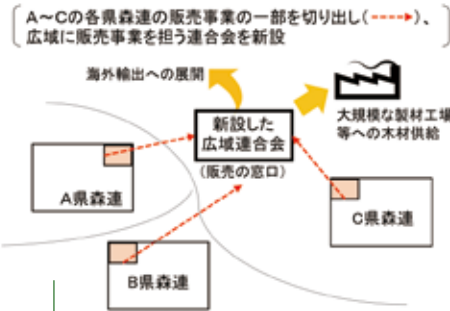 A～Cの各県森連の販売事業の一部を切り出し(----▶)、
広域に販売事業を担う連合会を新設
海外輸出への展開
新設した
広域連合会
(販売の窓口)
大規模な製材工場
等への木材供給
A県森連
C県森連
B県森連